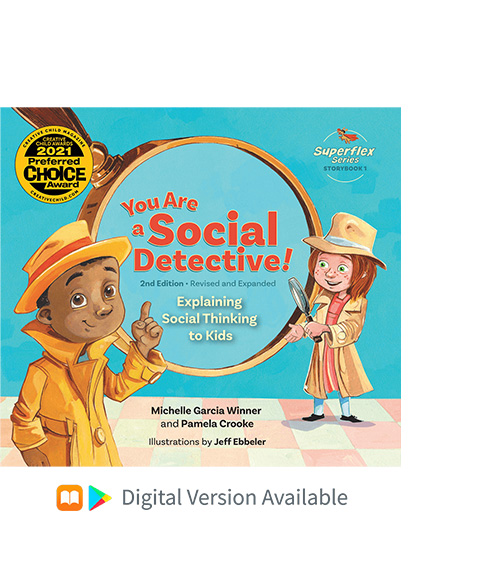 CREATIVE CHILD MAGAZINE
CREATIVE
CHILD AWARDS
2021
Preferred
CHOICE
Award
CREATIVECHILD.COM
Superflex
Series
STORYBOOK 1
You Are
a Social
Detective!
2nd Edition • Revised and Expanded
Explaining
Social Thinking
to Kids
Michelle Garcia Winner
and Pamela Crooke
Illustrations by Jeff Ebbeler
Digital Version Available